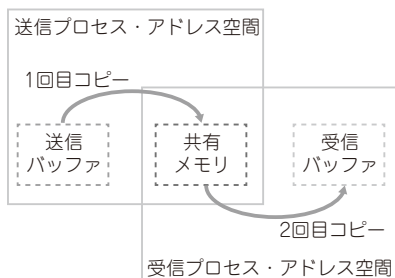 送信プロセス・アドレス空間
1回目コピー
送信
バッファ
共有
メモリ
受信
バッファ
2回目コピー
受信プロセス・アドレス空間